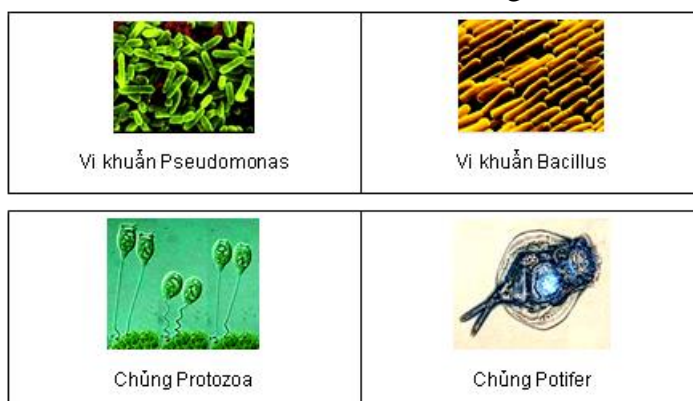 Vi khuẩn Pseudomonas
Vi khuẩn Bacillus
Chủng Protozoa
Chủng Potifer